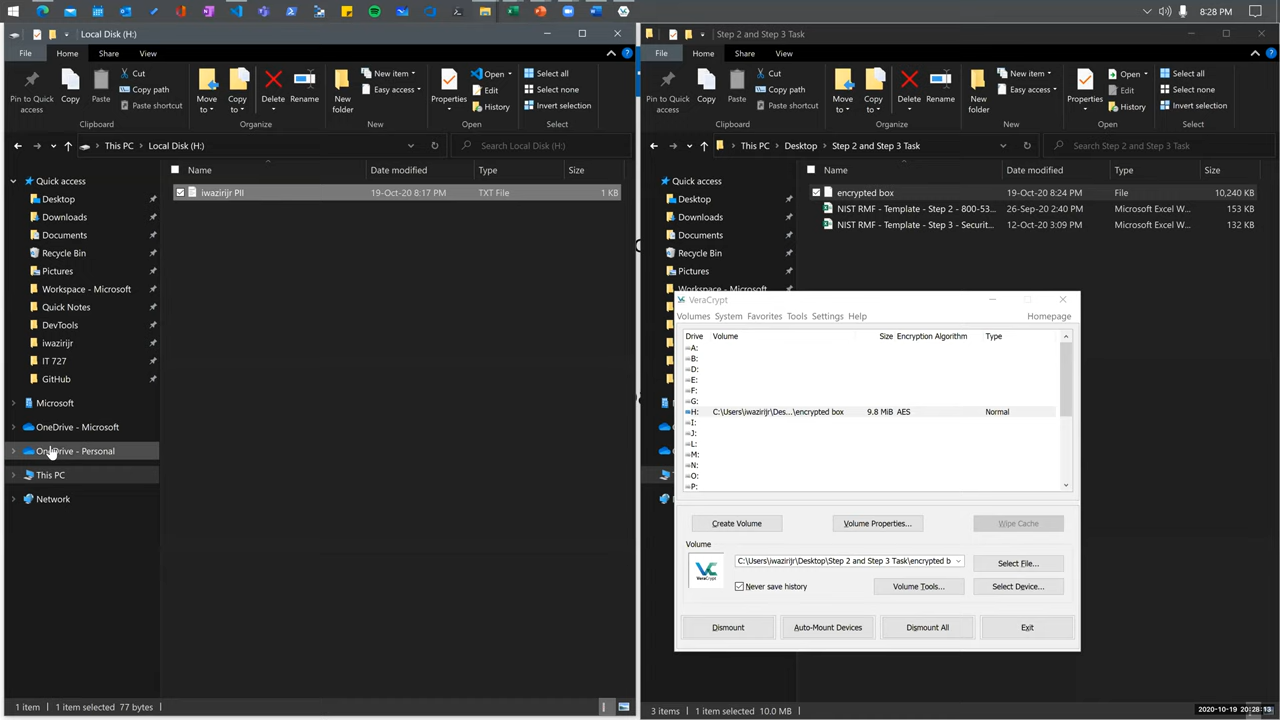 8:28 PM
Local Disk (H:)
File
Home
Share
View
Pin to Quick access
Copy
Paste
Cut
Copy path
Paste shortcut
Clipboard
Move to
Copy to
Delete
Rename
Organize
New folder
New item
Easy access
New
Properties
Open
Edit
History
Open
Select all
Select none
Invert selection
Select
This PC
Local Disk (H:)
Search Local Disk (H:)
Name
Date modified
Type
Size
iwazirijr PII
19-Oct-20 8:17 PM
TXT File
1 KB
Quick access
Desktop
Downloads
Documents
Recycle Bin
Pictures
Workspace - Microsoft
Quick Notes
DevTools
iwazirijr
IT 727
GitHub
Microsoft
OneDrive - Microsoft
OneDrive - Personal
This PC
Network
1 item
1 item selected 77 bytes
Step 2 and Step 3 Task
File
Home
Share
View
Pin to Quick access
Copy
Paste
Cut
Copy path
Paste shortcut
Clipboard
Move to
Copy to
Delete
Rename
Organize
New folder
New item
Easy access
New
Properties
Open
Edit
History
Open
Select all
Select none
Invert selection
Select
This PC
Desktop
Step 2 and Step 3 Task
Search Step 2 and Step 3 Task
Name
Date modified
Type
Size
encrypted box
19-Oct-20 8:24 PM
File
10,240 KB
NIST RMF - Template - Step 2 - 800-53...
26-Sep-20 2:40 PM
Microsoft Excel W...
153 KB
NIST RMF - Template - Step 3 - Securit...
12-Oct-20 3:09 PM
Microsoft Excel W...
132 KB
Quick access
Desktop
Downloads
Documents
Recycle Bin
Pictures
Workspace - Microsoft
VeraCrypt
Volumes
System
Favorites
Tools
Settings
Help
Homepage
Drive
Volume
Size
Encryption Algorithm
Type
A:
B:
D:
E:
F:
G:
H:
C:\Users\iwazirijr\Des...\encrypted box
9.8 MiB
AES
Normal
I:
J:
L:
M:
N:
O:
P:
Create Volume
Volume Properties...
Wipe Cache
Volume
VeraCrypt
C:\Users\iwazirijr\Desktop\Step 2 and Step 3 Task\encrypted b
Select File...
Never save history
Volume Tools...
Select Device...
Dismount
Auto-Mount Devices
Dismount All
Exit
3 items
1 item selected 10.0 MB
2020-10-19 20:28:13